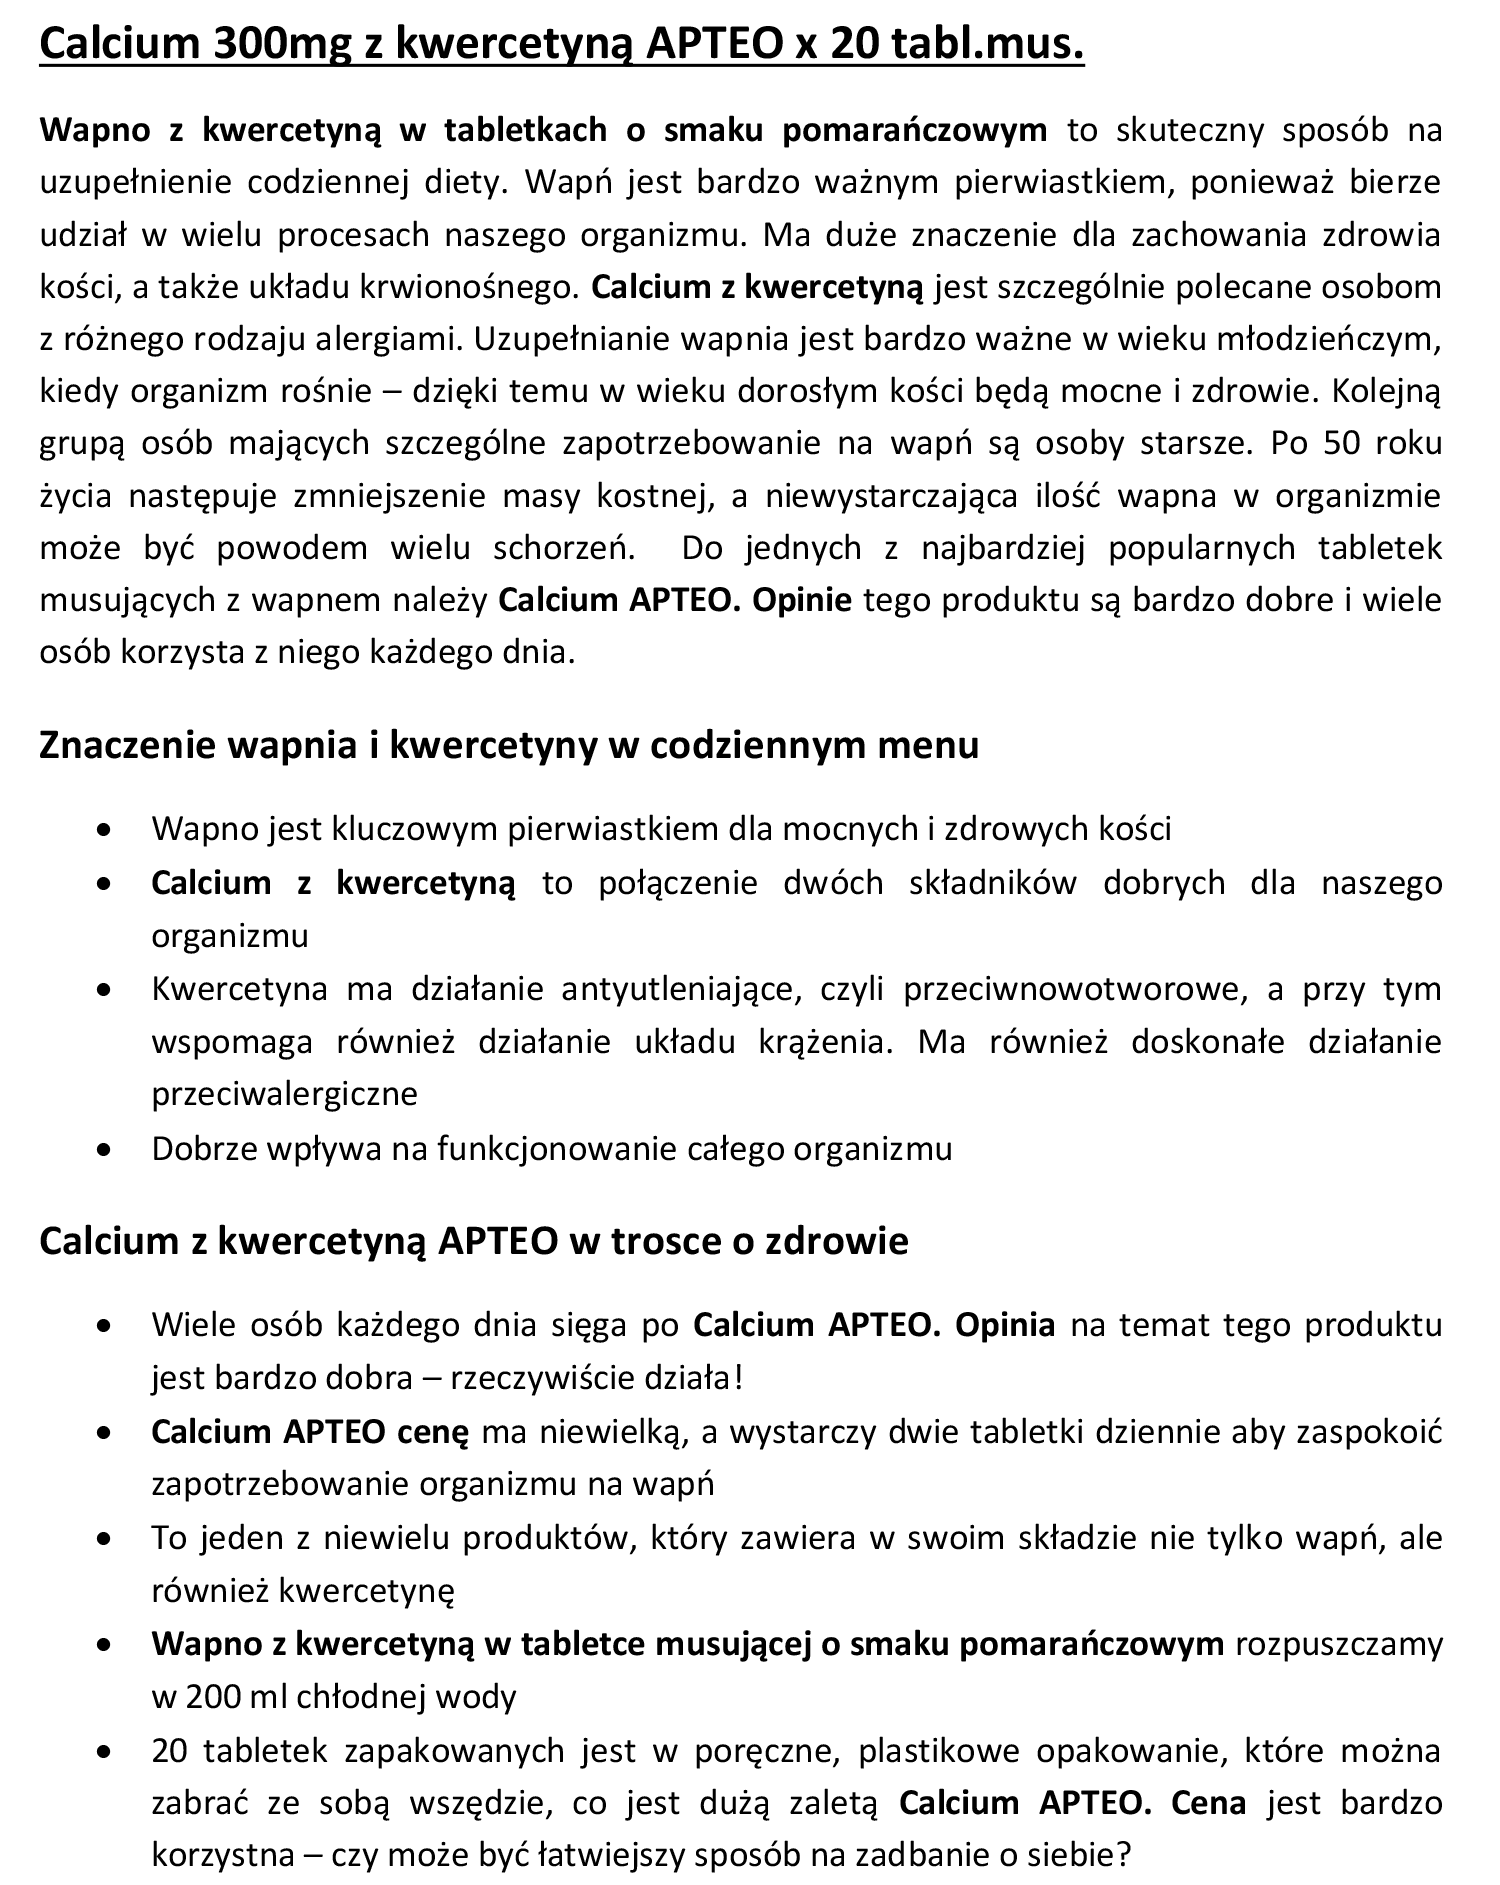 Calcium 300mg z kwercetyną APTEO x 20 tabl.mus.
Wapno z kwercetyną w tabletkach o smaku pomarańczowym to skuteczny sposób na
uzupełnienie codziennej diety. Wapń jest bardzo ważnym pierwiastkiem, ponieważ bierze
udział w wielu procesach naszego organizmu. Ma duże znaczenie dla zachowania zdrowia
kości, a także układu krwionośnego. Calcium z kwercetyną jest szczególnie polecane osobom
z różnego rodzaju alergiami. Uzupełnianie wapnia jest bardzo ważne w wieku młodzieńczym,
kiedy organizm rośnie – dzięki temu w wieku dorosłym kości będą mocne i zdrowie. Kolejną
grupą osób mających szczególne zapotrzebowanie na wapń są osoby starsze. Po 50 roku
życia następuje zmniejszenie masy kostnej, a niewystarczająca ilość wapna w organizmie
może być powodem wielu schorzeń. Do jednych z najbardziej popularnych tabletek
musujących z wapnem należy Calcium APTEO. Opinie tego produktu są bardzo dobre i wiele
osób korzysta z niego każdego dnia.
Znaczenie wapnia i kwercetyny w codziennym menu
• Wapno jest kluczowym pierwiastkiem dla mocnych i zdrowych kości
• Calcium z kwercetyną to połączenie dwóch składników dobrych dla naszego
organizmu
• Kwercetyna ma działanie antyutleniające, czyli przeciwnowotworowe, a przy tym
wspomaga również działanie układu krążenia. Ma również doskonałe działanie
przeciwalergiczne
• Dobrze wpływa na funkcjonowanie całego organizmu
Calcium z kwercetyną APTEO w trosce o zdrowie
• Wiele osób każdego dnia sięga po Calcium APTEO. Opinia na temat tego produktu
jest bardzo dobra – rzeczywiście działa!
• Calcium APTEO cenę ma niewielką, a wystarczy dwie tabletki dziennie aby zaspokoić
zapotrzebowanie organizmu na wapń
• To jeden z niewielu produktów, który zawiera w swoim składzie nie tylko wapń, ale
również kwercetynę
• Wapno z kwercetyną w tabletce musującej o smaku pomarańczowym rozpuszczamy
w 200 ml chłodnej wody
• 20 tabletek zapakowanych jest w poręczne, plastikowe opakowanie, które można
zabrać ze sobą wszędzie, co jest dużą zaletą Calcium APTEO. Cena jest bardzo
korzystna – czy może być łatwiejszy sposób na zadbanie o siebie?